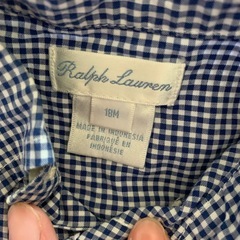 Ralph Lauren
18M
MADE IN INDONESIA
FABRIQUÉ EN
INDONÉSIE